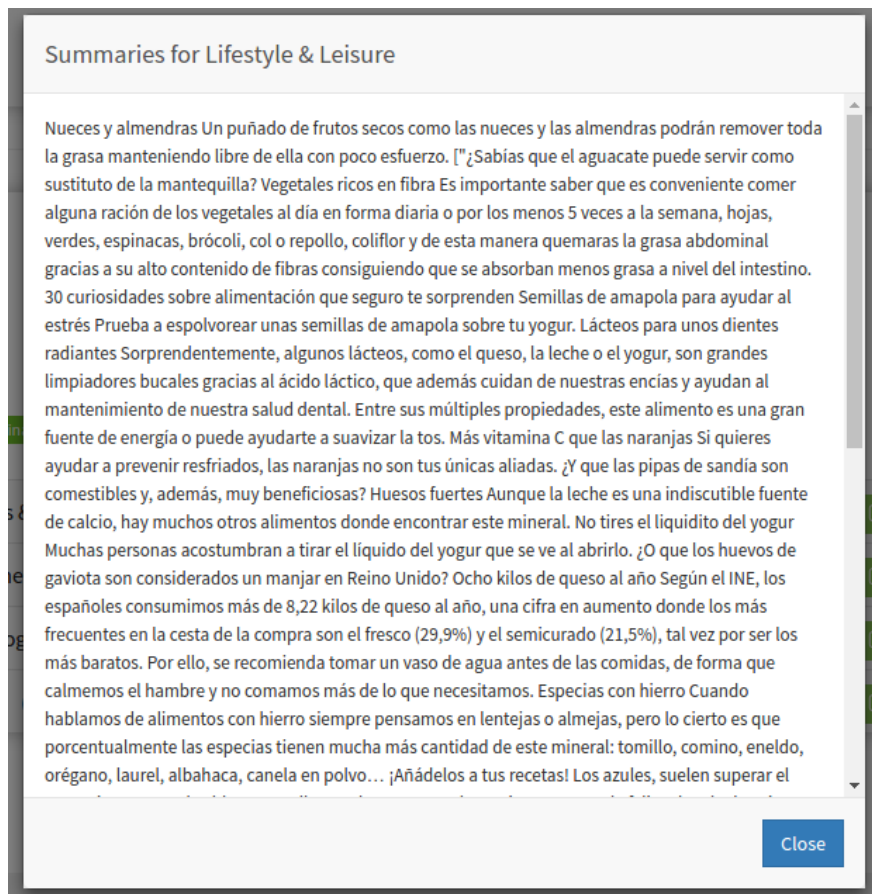 Summaries for Lifestyle & Leisure
Nueces y almendras Un puñado de frutos secos como las nueces y las almendras podrán remover toda
la grasa manteniendo libre de ella con poco esfuerzo. ["¿Sabías que el aguacate puede servir como
sustituto de la mantequilla? Vegetales ricos en fibra Es importante saber que es conveniente comer
alguna ración de los vegetales al día en forma diaria o por los menos 5 veces a la semana, hojas,
verdes, espinacas, brócoli, col o repollo, coliflor y de esta manera quemaras la grasa abdominal
gracias a su alto contenido de fibras consiguiendo que se absorban menos grasa a nivel del intestino.
30 curiosidades sobre alimentación que seguro te sorprenden Semillas de amapola para ayudar al
estrés Prueba a espolvorear unas semillas de amapola sobre tu yogur. Lácteos para unos dientes
radiantes Sorprendentemente, algunos lácteos, como el queso, la leche o el yogur, son grandes
limpiadores bucales gracias al ácido láctico, que además cuidan de nuestras encías y ayudan al
mantenimiento de nuestra salud dental. Entre sus múltiples propiedades, este alimento es una gran
fuente de energía o puede ayudarte a suavizar la tos. Más vitamina C que las naranjas Si quieres
ayudar a prevenir resfriados, las naranjas no son tus únicas aliadas. ¿Y que las pipas de sandía son
comestibles y, además, muy beneficiosas? Huesos fuertes Aunque la leche es una indiscutible fuente
de calcio, hay muchos otros alimentos donde encontrar este mineral. No tires el liquidito del yogur
Muchas personas acostumbran a tirar el líquido del yogur que se ve al abrirlo. ¿O que los huevos de
gaviota son considerados un manjar en Reino Unido? Ocho kilos de queso al año Según el INE, los
españoles consumimos más de 8,22 kilos de queso al año, una cifra en aumento donde los más
frecuentes en la cesta de la compra son el fresco (29,9%) y el semicurado (21,5%), tal vez por ser los
más baratos. Por ello, se recomienda tomar un vaso de agua antes de las comidas, de forma que
calmemos el hambre y no comamos más de lo que necesitamos. Especias con hierro Cuando
hablamos de alimentos con hierro siempre pensamos en lentejas o almejas, pero lo cierto es que
porcentualmente las especias tienen mucha más cantidad de este mineral: tomillo, comino, eneldo,
orégano, laurel, albahaca, canela en polvo… ¡Añádelos a tus recetas! Los azules, suelen superar el
Close